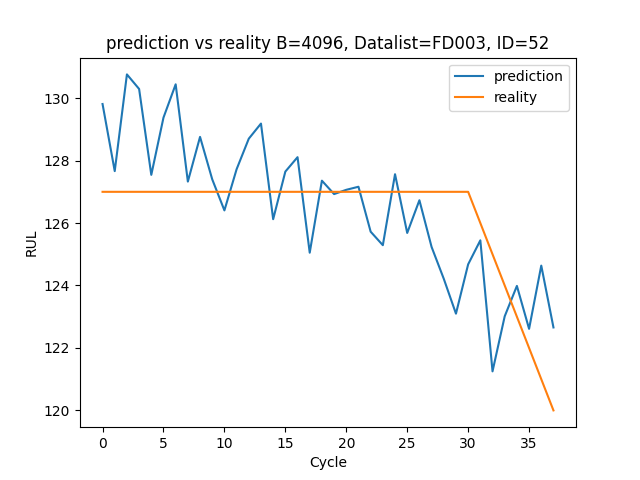 prediction vs reality B=4096, Datalist=FD003, ID=52
prediction
reality
RUL
130
128
126
124
122
120
0 5 10 15 20 25 30 35
Cycle